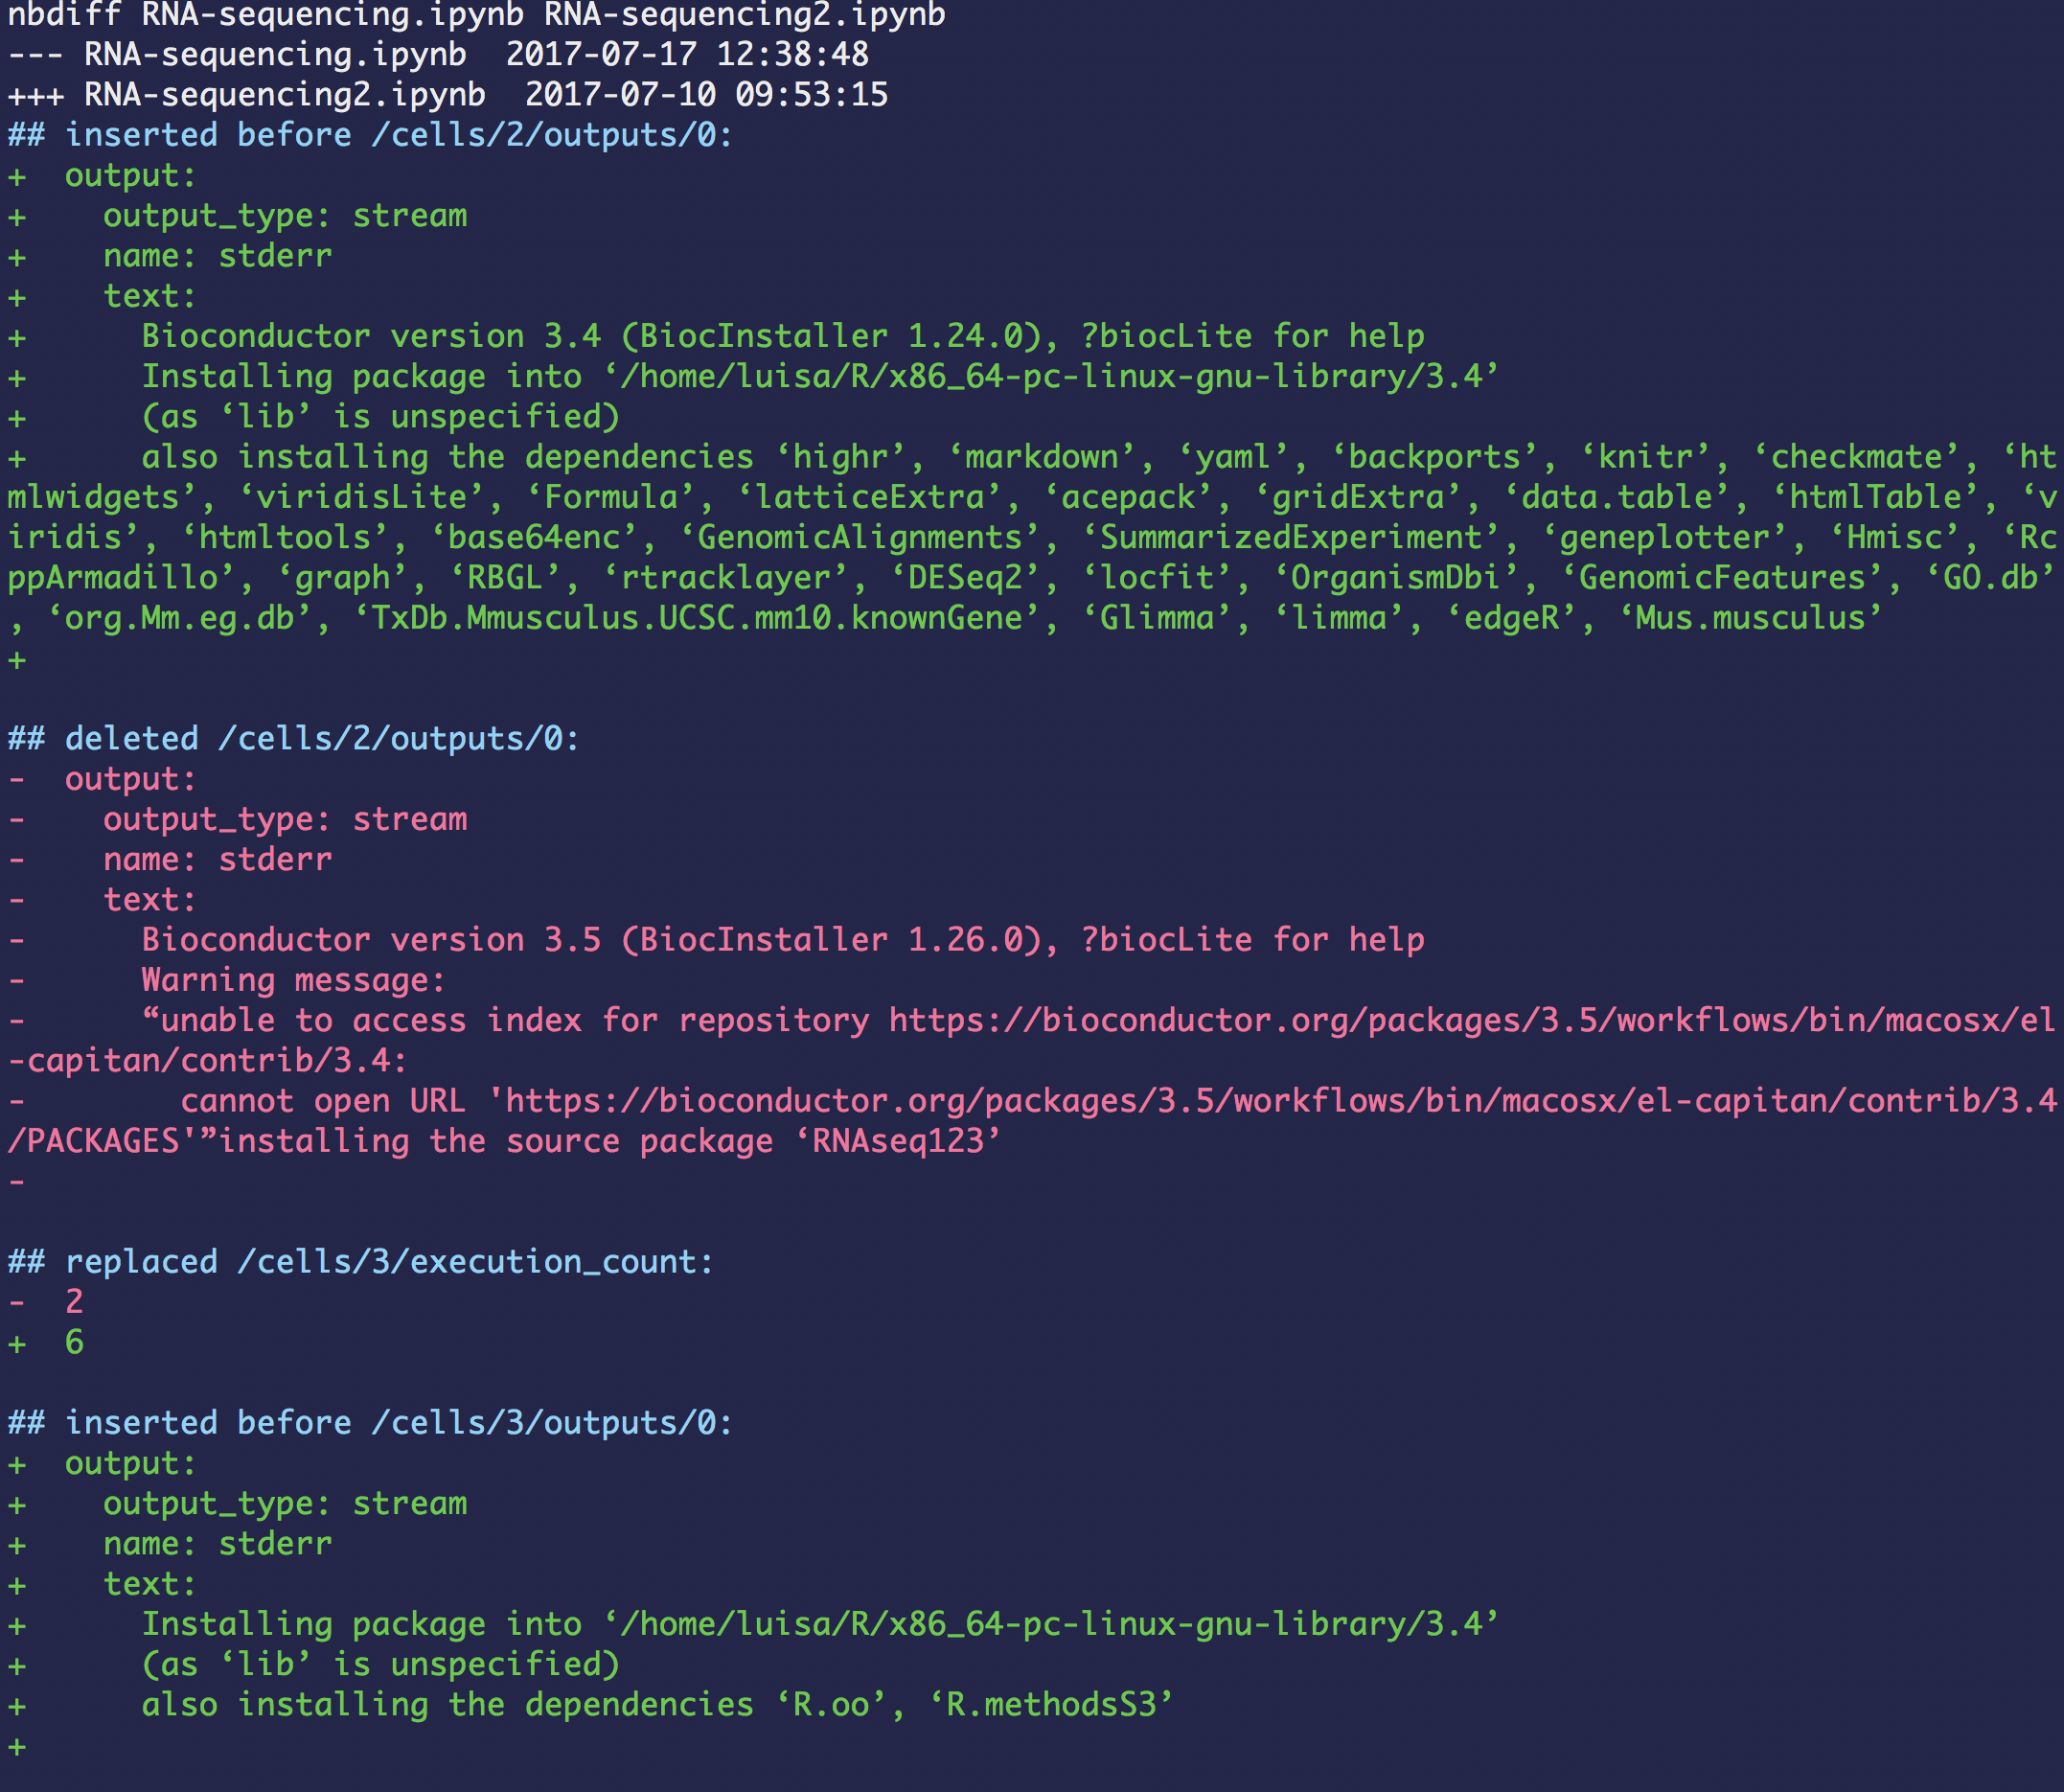 nbdiff RNA-sequencing.ipynb RNA-sequencing2.ipynb
--- RNA-sequencing.ipynb  2017-07-17 12:38:48
+++ RNA-sequencing2.ipynb  2017-07-10 09:53:15
## inserted before /cells/2/outputs/0:
+  output:
+    output_type: stream
+    name: stderr
+    text:
+      Bioconductor version 3.4 (BiocInstaller 1.24.0), ?biocLite for help
+      Installing package into ‘/home/luisa/R/x86_64-pc-linux-gnu-library/3.4’
+      (as ‘lib’ is unspecified)
+      also installing the dependencies ‘highr’, ‘markdown’, ‘yaml’, ‘backports’, ‘knitr’, ‘checkmate’, ‘ht
mlwidgets’, ‘viridisLite’, ‘Formula’, ‘latticeExtra’, ‘acepack’, ‘gridExtra’, ‘data.table’, ‘htmlTable’, ‘v
iridis’, ‘htmltools’, ‘base64enc’, ‘GenomicAlignments’, ‘SummarizedExperiment’, ‘geneplotter’, ‘Hmisc’, ‘Rc
ppArmadillo’, ‘graph’, ‘RBGL’, ‘rtracklayer’, ‘DESeq2’, ‘locfit’, ‘OrganismDbi’, ‘GenomicFeatures’, ‘GO.db’
, ‘org.Mm.eg.db’, ‘TxDb.Mmusculus.UCSC.mm10.knownGene’, ‘Glimma’, ‘limma’, ‘edgeR’, ‘Mus.musculus’
+
## deleted /cells/2/outputs/0:
-  output:
-    output_type: stream
-    name: stderr
-    text:
-      Bioconductor version 3.5 (BiocInstaller 1.26.0), ?biocLite for help
-      Warning message:
-      “unable to access index for repository https://bioconductor.org/packages/3.5/workflows/bin/macosx/el
-capitan/contrib/3.4:
-        cannot open URL 'https://bioconductor.org/packages/3.5/workflows/bin/macosx/el-capitan/contrib/3.4
/PACKAGES'”installing the source package ‘RNAseq123’
-
## replaced /cells/3/execution_count:
-  2
+  6
## inserted before /cells/3/outputs/0:
+  output:
+    output_type: stream
+    name: stderr
+    text:
+      Installing package into ‘/home/luisa/R/x86_64-pc-linux-gnu-library/3.4’
+      (as ‘lib’ is unspecified)
+      also installing the dependencies ‘R.oo’, ‘R.methodsS3’
+